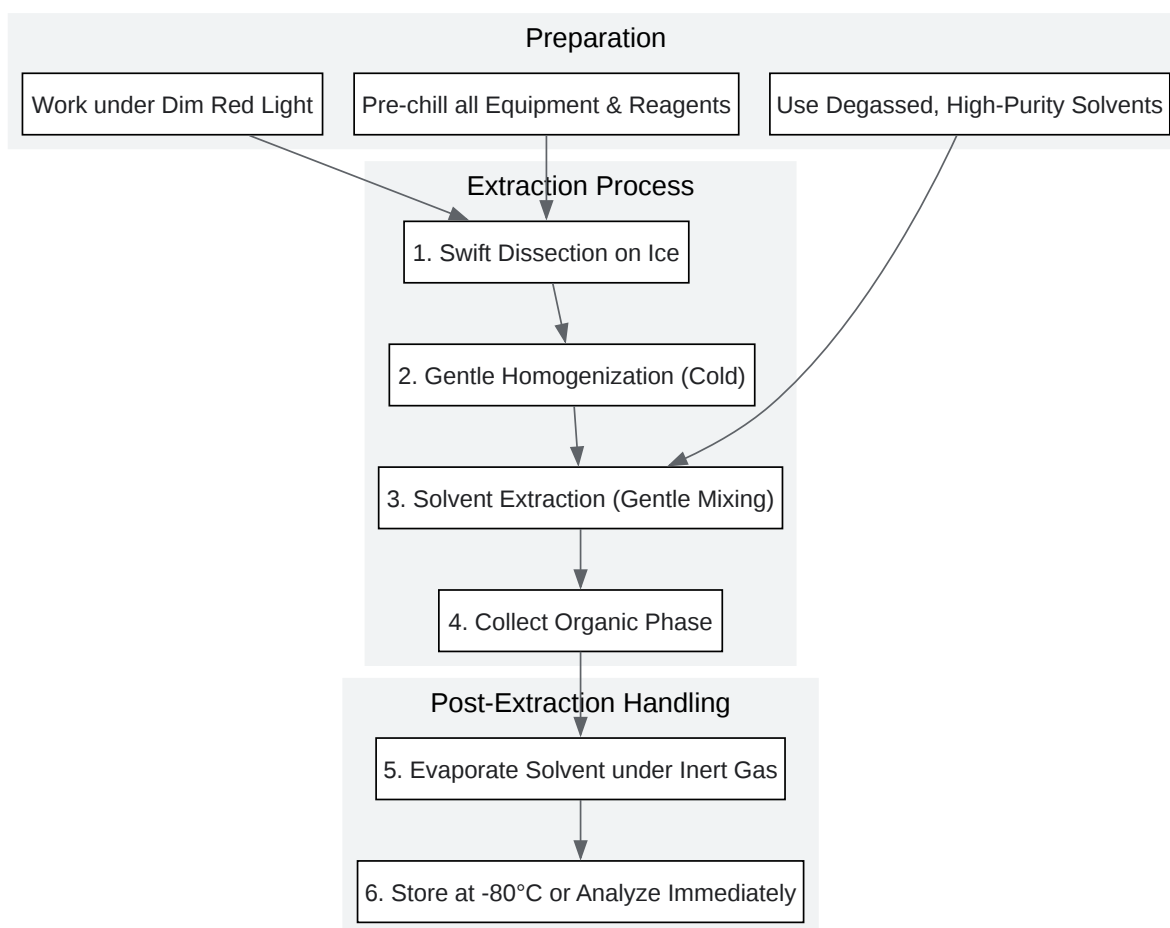 Preparation
Work under Dim Red Light
Pre-chill all Equipment & Reagents
Use Degassed, High-Purity Solvents
Extraction Process
1. Swift Dissection on Ice
2. Gentle Homogenization (Cold)
3. Solvent Extraction (Gentle Mixing)
4. Collect Organic Phase
Post-Extraction Handling
5. Evaporate Solvent under Inert Gas
6. Store at -80°C or Analyze Immediately